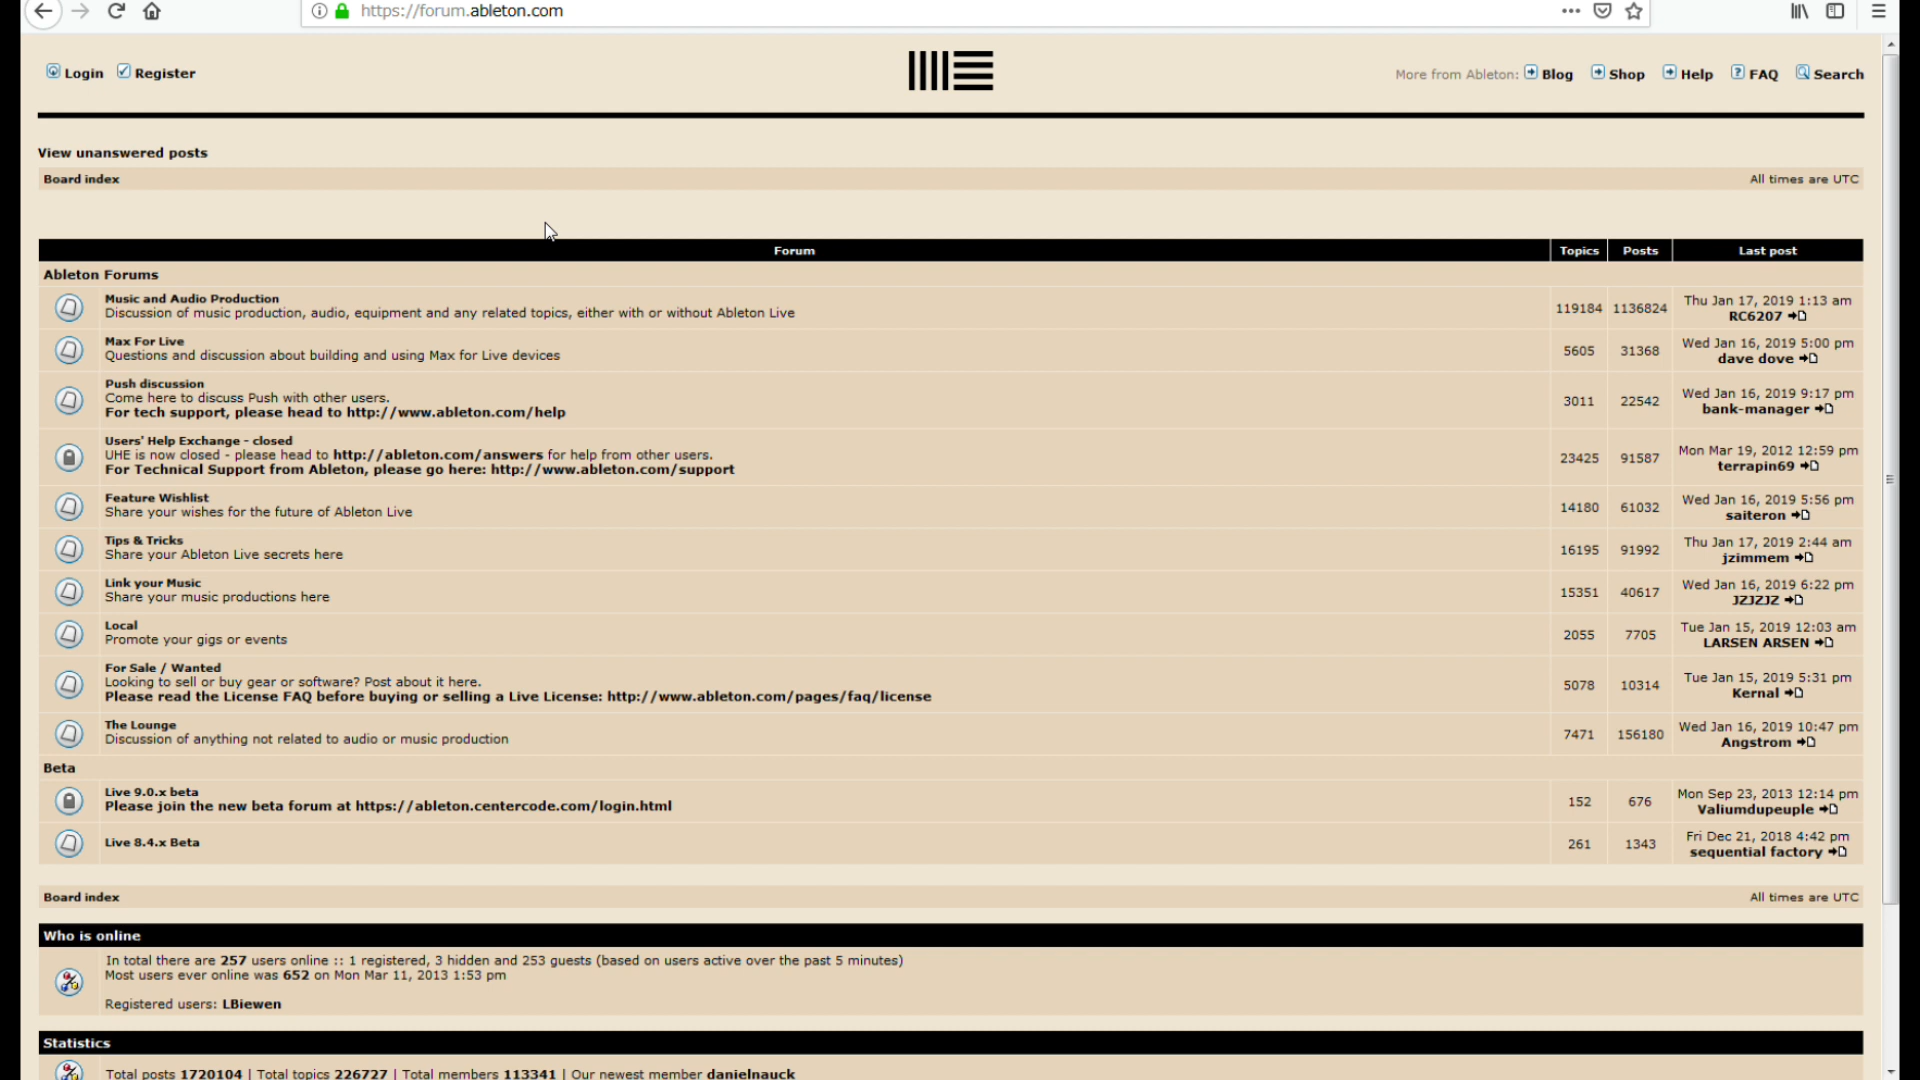 https://forum.ableton.com
Login Register
More from Ableton: Blog Shop Help FAQ Search
View unanswered posts
Board index All times are UTC
Forum Topics Posts Last post
Ableton Forums
Music and Audio Production
Discussion of music production, audio, equipment and any related topics, either with or without Ableton Live
119184 1136824 Thu Jan 17, 2019 1:13 am
RC6207
Max For Live
Questions and discussion about building and using Max for Live devices
5605 31368 Wed Jan 16, 2019 5:00 pm
dave dove
Push discussion
Come here to discuss Push with other users.
For tech support, please head to http://www.ableton.com/help
3011 22542 Wed Jan 16, 2019 9:17 pm
bank-manager
Users' Help Exchange - closed
UHE is now closed - please head to http://ableton.com/answers for help from other users.
For Technical Support from Ableton, please go here: http://www.ableton.com/support
23425 91587 Mon Mar 19, 2012 12:59 pm
terrapin69
Feature Wishlist
Share your wishes for the future of Ableton Live
14180 61032 Wed Jan 16, 2019 5:56 pm
saiteron
Tips & Tricks
Share your Ableton Live secrets here
16195 91992 Thu Jan 17, 2019 2:44 am
jzimmem
Link your Music
Share your music productions here
15351 40617 Wed Jan 16, 2019 6:22 pm
JZJZJZ
Local
Promote your gigs or events
2055 7705 Tue Jan 15, 2019 12:03 am
LARSEN ARSEN
For Sale / Wanted
Looking to sell or buy gear or software? Post about it here.
Please read the License FAQ before buying or selling a Live License: http://www.ableton.com/pages/faq/license
5078 10314 Tue Jan 15, 2019 5:31 pm
Kernal
The Lounge
Discussion of anything not related to audio or music production
7471 156180 Wed Jan 16, 2019 10:47 pm
Angstrom
Beta
Live 9.0.x beta
Please join the new beta forum at https://ableton.centercode.com/login.html
152 676 Mon Sep 23, 2013 12:14 pm
Valiumdupeuple
Live 8.4.x Beta
261 1343 Fri Dec 21, 2018 4:42 pm
sequential factory
Board index All times are UTC
Who is online
In total there are 257 users online :: 1 registered, 3 hidden and 253 guests (based on users active over the past 5 minutes)
Most users ever online was 652 on Mon Mar 11, 2013 1:53 pm
Registered users: LBiewen
Statistics
Total posts 1720104 | Total topics 226727 | Total members 113341 | Our newest member danielnauck